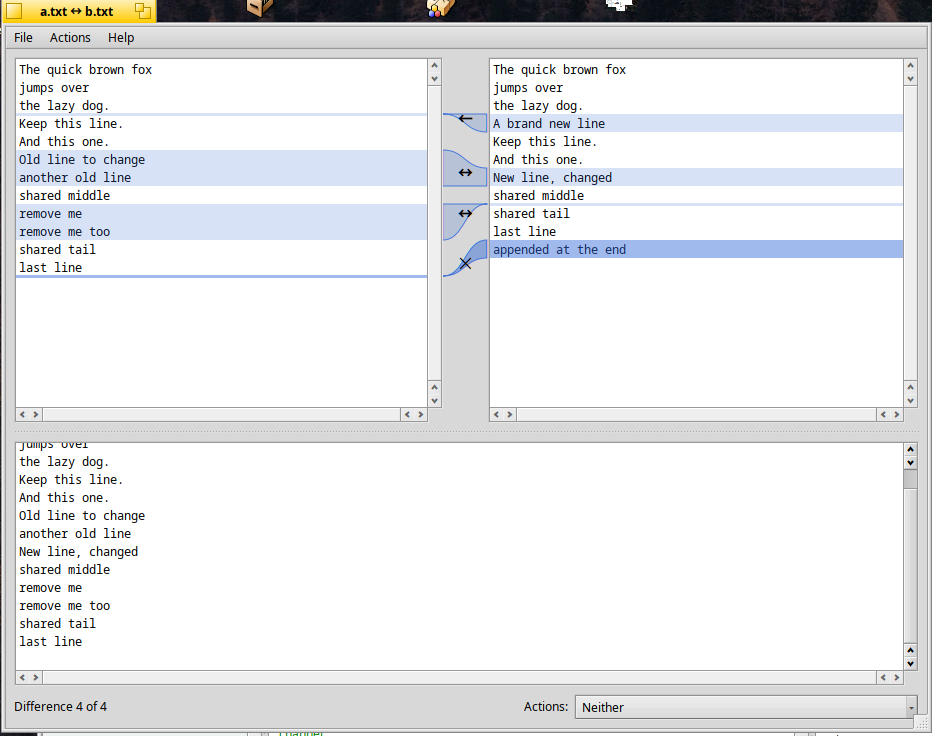 a.txt ↔ b.txt
File Actions Help
The quick brown fox
jumps over
the lazy dog.
Keep this line.
And this one.
Old line to change
another old line
shared middle
remove me
remove me too
shared tail
last line
The quick brown fox
jumps over
the lazy dog.
A brand new line
Keep this line.
And this one.
New line, changed
shared middle
shared tail
last line
appended at the end
jumps over
the lazy dog.
Keep this line.
And this one.
Old line to change
another old line
New line, changed
shared middle
remove me
remove me too
shared tail
last line
Difference 4 of 4
Actions: Neither